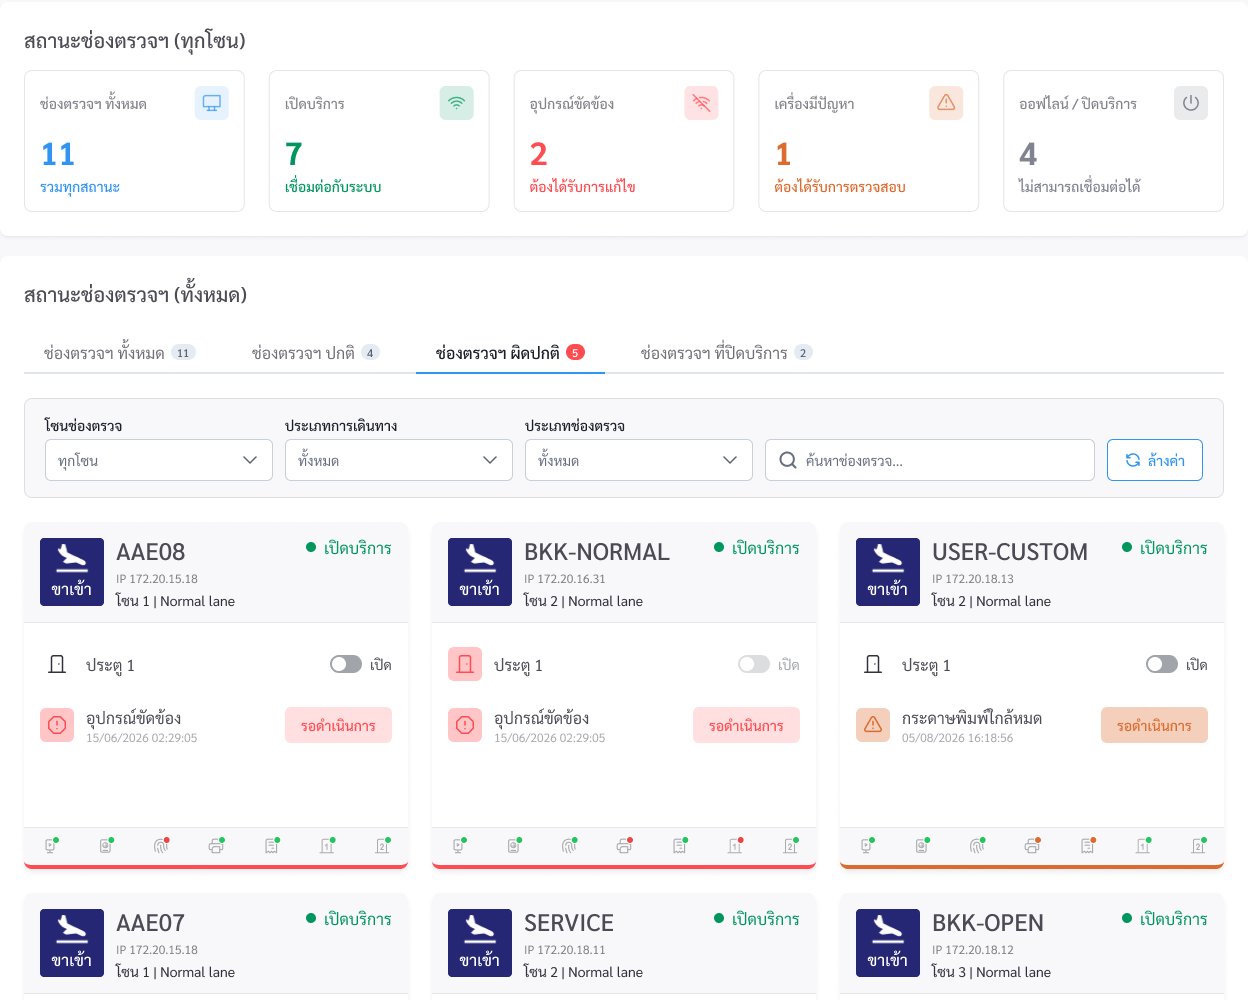 สถานะช่องตรวจฯ (ทุกโซน)
ช่องตรวจฯ ทั้งหมด
11
รวมทุกสถานะ
เปิดบริการ
7
เชื่อมต่อกับระบบ
อุปกรณ์ขัดข้อง
2
ต้องได้รับการแก้ไข
เครื่องมีปัญหา
1
ต้องได้รับการตรวจสอบ
ออฟไลน์ / ปิดบริการ
4
ไม่สามารถเชื่อมต่อได้
สถานะช่องตรวจฯ (ทั้งหมด)
ช่องตรวจฯ ทั้งหมด 11
ช่องตรวจฯ ปกติ 4
ช่องตรวจฯ ผิดปกติ 5
ช่องตรวจฯ ที่ปิดบริการ 2
โซนช่องตรวจ
ทุกโซน
ประเภทการเดินทาง
ทั้งหมด
ประเภทช่องตรวจ
ทั้งหมด
ค้นหาช่องตรวจ...
ล้างค่า
ขาเข้า
AAE08
เปิดบริการ
IP 172.20.15.18
โซน 1 | Normal lane
ประตู 1
เปิด
อุปกรณ์ขัดข้อง
15/06/2026 02:29:05
รอดำเนินการ
1
2
ขาเข้า
BKK-NORMAL
เปิดบริการ
IP 172.20.16.31
โซน 2 | Normal lane
ประตู 1
เปิด
อุปกรณ์ขัดข้อง
15/06/2026 02:29:05
รอดำเนินการ
1
2
ขาเข้า
USER-CUSTOM
เปิดบริการ
IP 172.20.18.13
โซน 2 | Normal lane
ประตู 1
เปิด
กระดาษพิมพ์ใกล้หมด
05/08/2026 16:18:56
รอดำเนินการ
1
2
ขาเข้า
AAE07
เปิดบริการ
IP 172.20.15.18
โซน 1 | Normal lane
ขาเข้า
SERVICE
เปิดบริการ
IP 172.20.18.11
โซน 2 | Normal lane
ขาเข้า
BKK-OPEN
เปิดบริการ
IP 172.20.18.12
โซน 3 | Normal lane